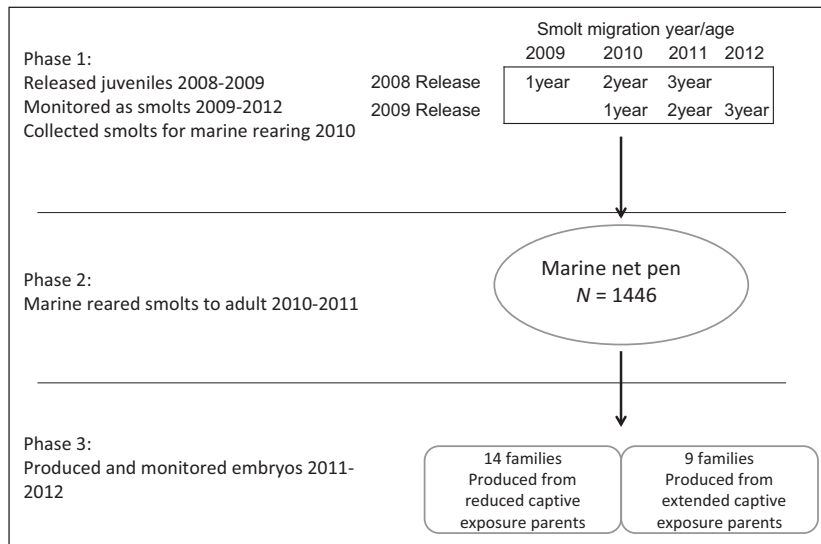 Smolt migration year/age
2009 2010 2011 2012
Phase 1:
Released juveniles 2008-2009
Monitored as smolts 2009-2012
Collected smolts for marine rearing 2010
2008 Release 1year 2year 3year
2009 Release 1year 2year 3year
Phase 2:
Marine reared smolts to adult 2010-2011
Marine net pen
N = 1446
Phase 3:
Produced and monitored embryos 2011-
2012
14 families
Produced from
reduced captive
exposure parents
9 families
Produced from
extended captive
exposure parents